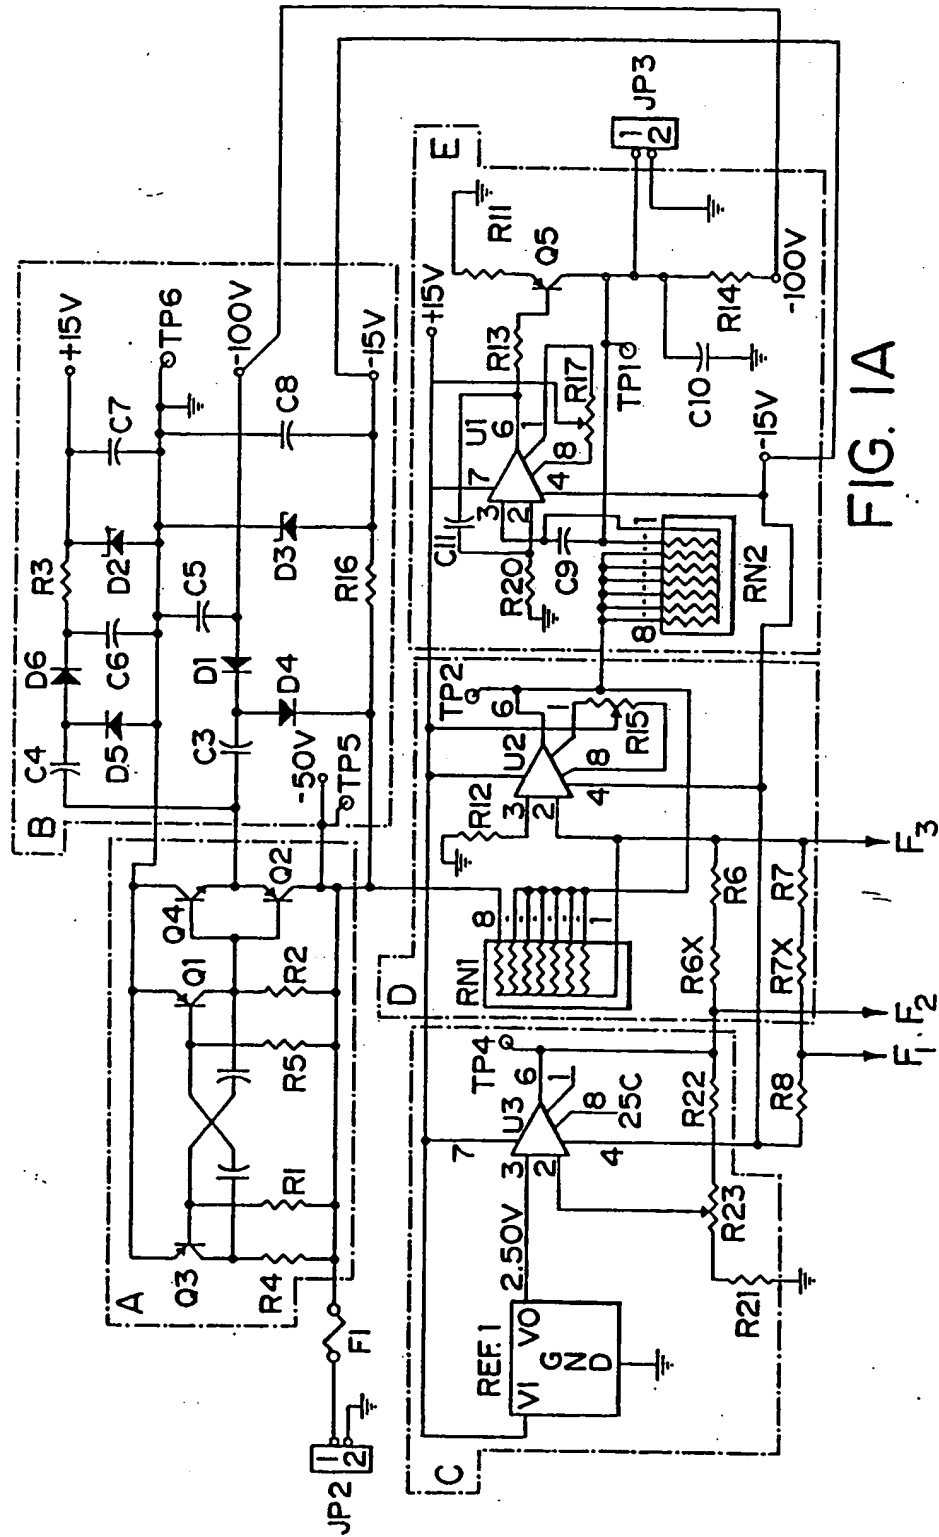 JP2
1
2
F1
A
Q3
Q1
Q4
Q2
R4
R1
R5
R2
B
C4
D5
D6
C6
R3
D2
C7
+15V
TP6
C3
D1
C5
-100V
D4
D3
C8
-50V
TP5
R16
-15V
C
REF.1
VI
VO
GND
2.50V
3
2
7
4
U3
6
1
8
25C
TP4
R21
R23
R22
R8
F1
F2
F3
D
RN1
8
1
R12
3
2
U2
6
1
8
4
TP2
R15
R6X
R6
R7X
R7
E
+15V
C11
R20
C9
3
2
7
U1
6
1
8
4
R13
R17
Q5
R11
8
1
RN2
TP1
C10
R14
-15V
-100V
JP3
1
2
FIG. 1A